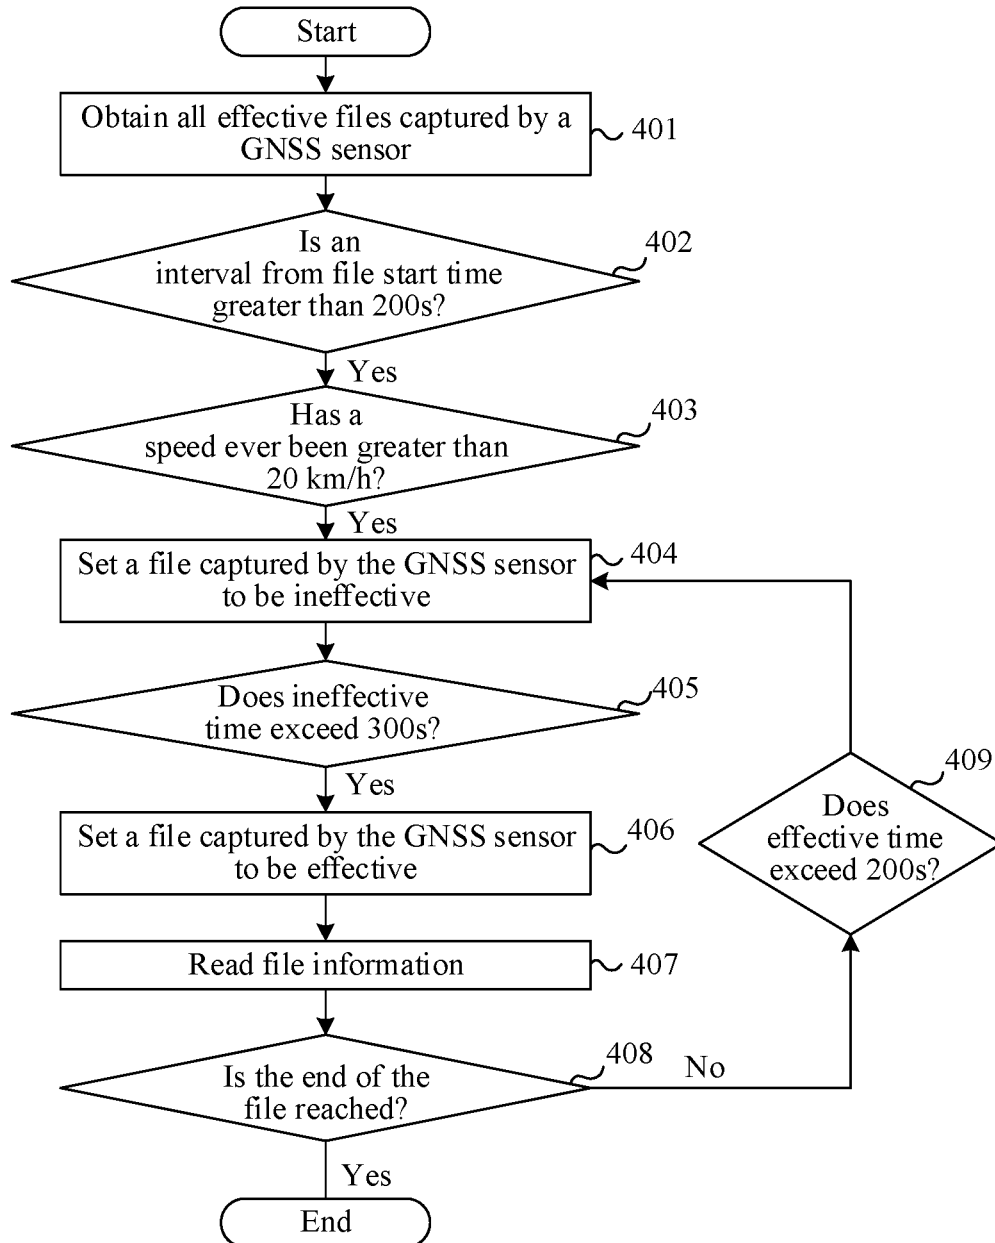 Start
Obtain all effective files captured by a
GNSS sensor
401
Is an
interval from file start time
greater than 200s?
402
Yes
Has a
speed ever been greater than
20 km/h?
403
Yes
Set a file captured by the GNSS sensor
to be ineffective
404
Does ineffective
time exceed 300s?
405
Yes
Set a file captured by the GNSS sensor
to be effective
406
Does
effective time
exceed 200s?
409
Read file information
407
Is the end of the
file reached?
408
No
Yes
End